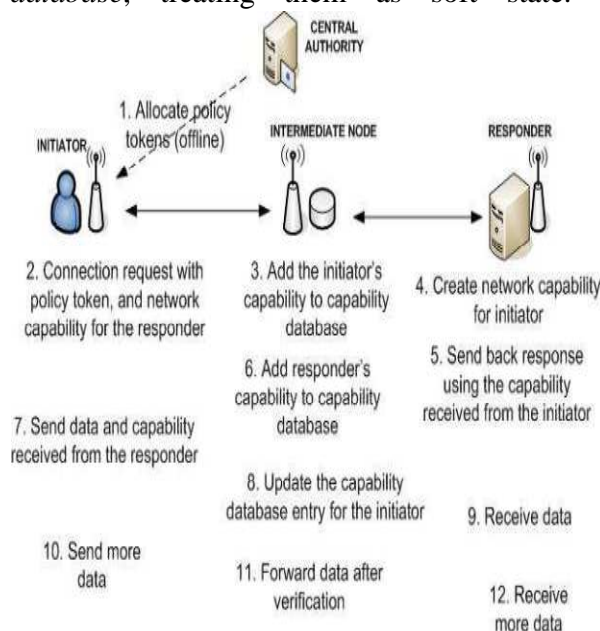 database, treating them as soft state.
CENTRAL
AUTHORITY
1. Allocate policy
tokens (offline)
INITIATOR
INTERMEDIATE NODE
RESPONDER
2. Connection request with
policy token, and network
capability for the responder
3. Add the initiator's
capability to capability
database
4. Create network capability
for initiator
5. Send back response
using the capability
received from the initiator
6. Add responder's
capability to capability
database
7. Send data and capability
received from the responder
8. Update the capability
database entry for the initiator
9. Receive data
10. Send more
data
11. Forward data after
verification
12. Receive
more data